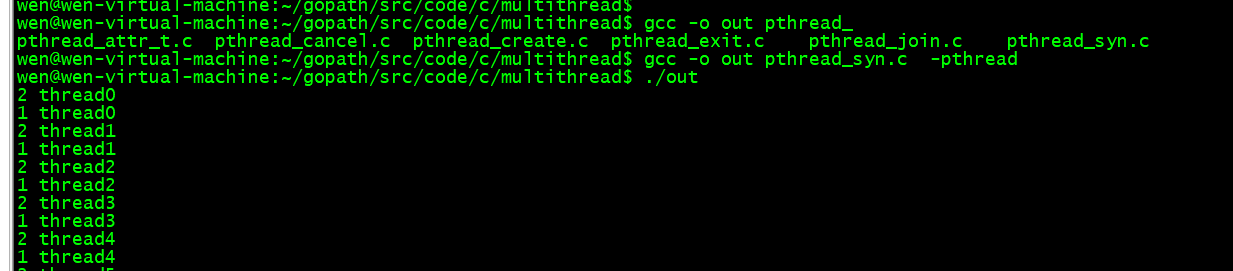 wen@wen-virtual-machine:~/gopath/src/code/c/multithread$
wen@wen-virtual-machine:~/gopath/src/code/c/multithread$ gcc -o out pthread_
pthread_attr_t.c  pthread_cancel.c  pthread_create.c  pthread_exit.c    pthread_join.c    pthread_syn.c
wen@wen-virtual-machine:~/gopath/src/code/c/multithread$ gcc -o out pthread_syn.c  -pthread
wen@wen-virtual-machine:~/gopath/src/code/c/multithread$ ./out
2 thread0
1 thread0
2 thread1
1 thread1
2 thread2
1 thread2
2 thread3
1 thread3
2 thread4
1 thread4